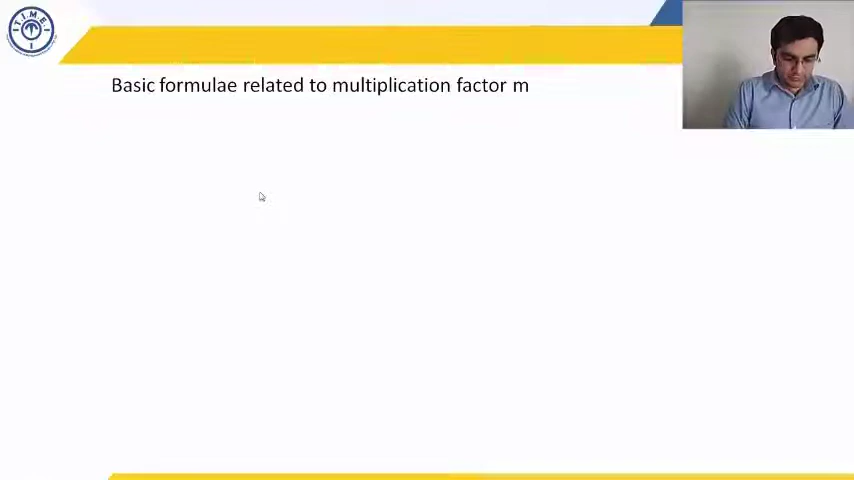 T.I.M.E.
Basic formulae related to multiplication factor m